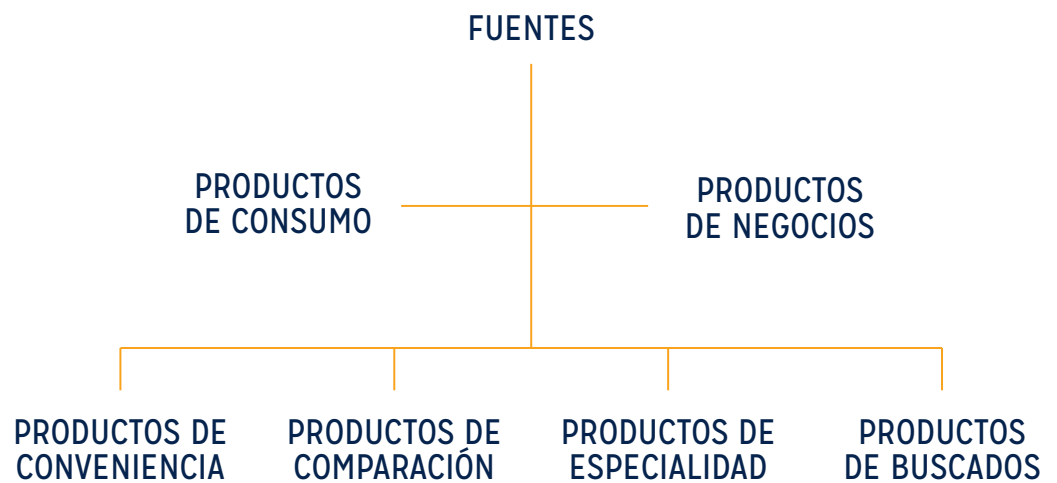 FUENTES
PRODUCTOS
DE CONSUMO
PRODUCTOS
DE NEGOCIOS
PRODUCTOS DE
CONVENIENCIA
PRODUCTOS DE
COMPARACIÓN
PRODUCTOS DE
ESPECIALIDAD
PRODUCTOS
DE BUSCADOS